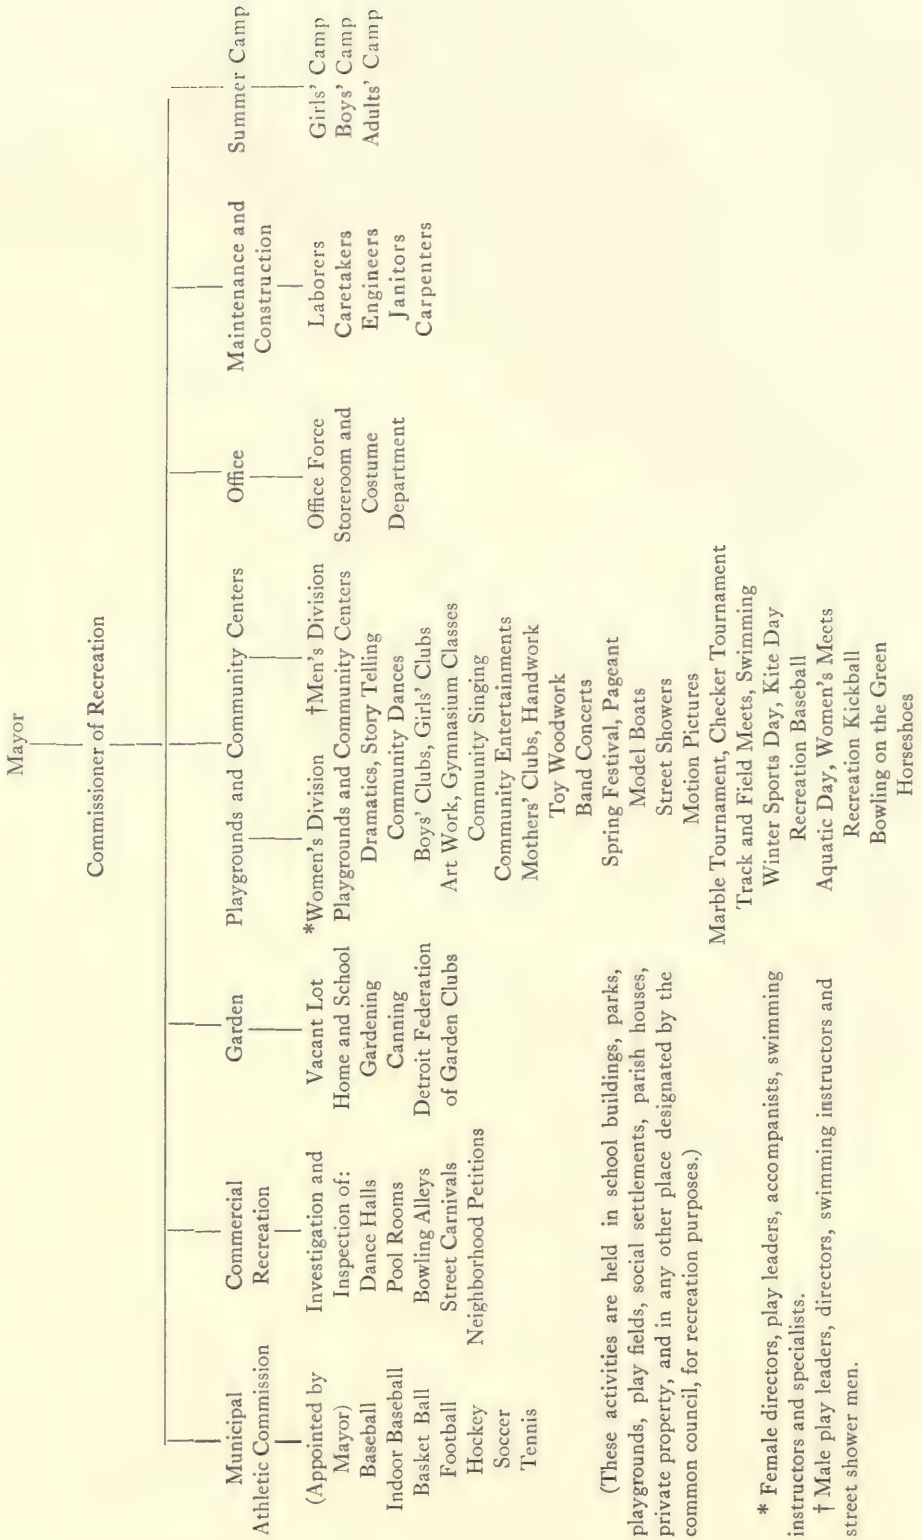 Mayor
Commissioner of Recreation
Municipal
Athletic Commission
(Appointed by
Mayor)
Baseball
Indoor Baseball
Basket Ball
Football
Hockey
Soccer
Tennis
Commercial
Recreation
Investigation and
Inspection of:
Dance Halls
Pool Rooms
Bowling Alleys
Street Carnivals
Neighborhood Petitions
Garden
Vacant Lot
Home and School
Gardening
Canning
Detroit Federation
of Garden Clubs
Playgrounds and Community Centers
*Women's Division †Men's Division
Playgrounds and Community Centers
Dramatics, Story Telling
Community Dances
Boys' Clubs, Girls' Clubs
Art Work, Gymnasium Classes
Community Singing
Community Entertainments
Mothers' Clubs, Handwork
Toy Woodwork
Band Concerts
Spring Festival, Pageant
Model Boats
Street Showers
Motion Pictures
Marble Tournament, Checker Tournament
Track and Field Meets, Swimming
Winter Sports Day, Kite Day
Recreation Baseball
Aquatic Day, Women's Meets
Recreation Kickball
Bowling on the Green
Horseshoes
Office
Office Force
Storeroom and
Costume
Department
Maintenance and
Construction
Laborers
Caretakers
Engineers
Janitors
Carpenters
Summer Camp
Girls' Camp
Boys' Camp
Adults' Camp
(These activities are held in school buildings, parks,
playgrounds, play fields, social settlements, parish houses,
private property, and in any other place designated by the
common council, for recreation purposes.)
* Female directors, play leaders, accompanists, swimming
instructors and specialists.
† Male play leaders, directors, swimming instructors and
street shower men.